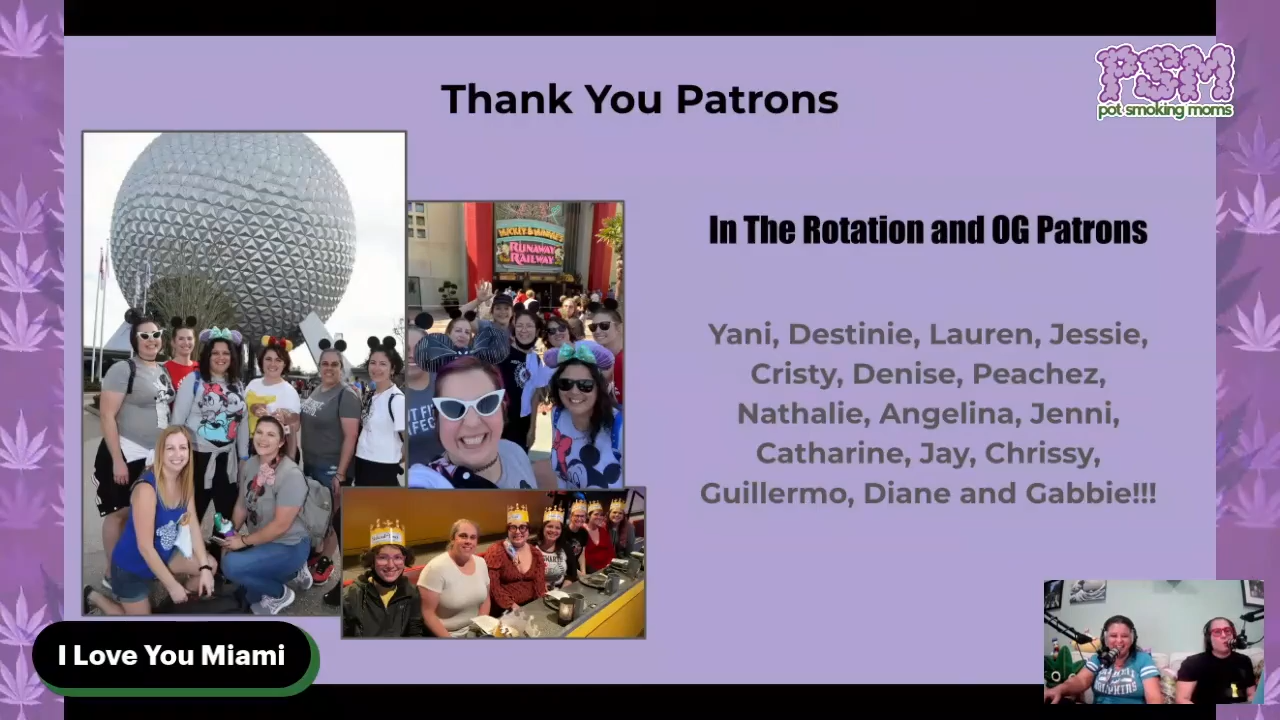 Thank You Patrons
PSM
pot smoking moms
MICKEY & MINNIE'S
RUNAWAY
RAILWAY
In The Rotation and OG Patrons
Yani, Destinie, Lauren, Jessie,
Cristy, Denise, Peachez,
Nathalie, Angelina, Jenni,
Catharine, Jay, Chrissy,
Guillermo, Diane and Gabbie!!!
I Love You Miami
DOLPHINS